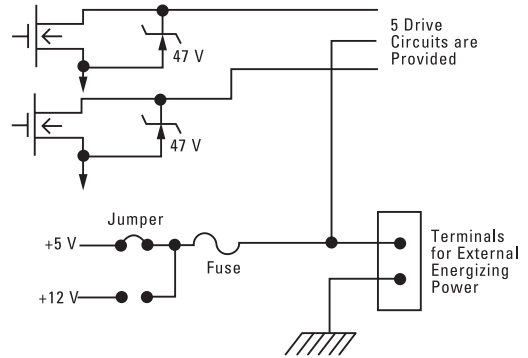 5 Drive
Circuits are
Provided
47 V
47 V
Jumper
+5 V
Fuse
+12 V
Terminals
for External
Energizing
Power